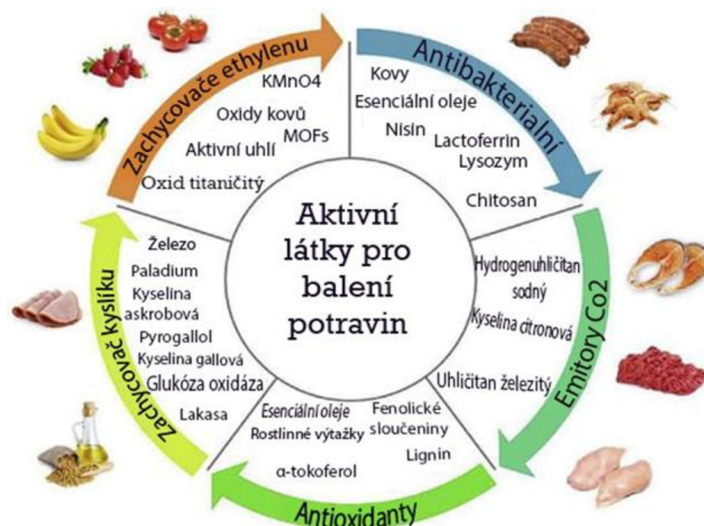 Aktivní
látky pro
balení
potravin
Zachycovače ethylenu
KMnO4
Oxidy kovů
MOFs
Aktivní uhlí
Oxid titaničitý
Antibakterialní
Kovy
Esenciální oleje
Nisin
Lactoferrin
Lysozym
Chitosan
Emitory Co2
Hydrogenuhličitan
sodný
Kyselina citronová
Uhličitan železitý
Antioxidanty
Esenciální oleje
Rostlinné výtažky
Fenolické
sloučeniny
Lignin
α-tokoferol
Zachycovač kyslíku
Železo
Paladium
Kyselina
askrobová
Pyrogallol
Kyselina gallová
Glukóza oxidáza
Lakasa